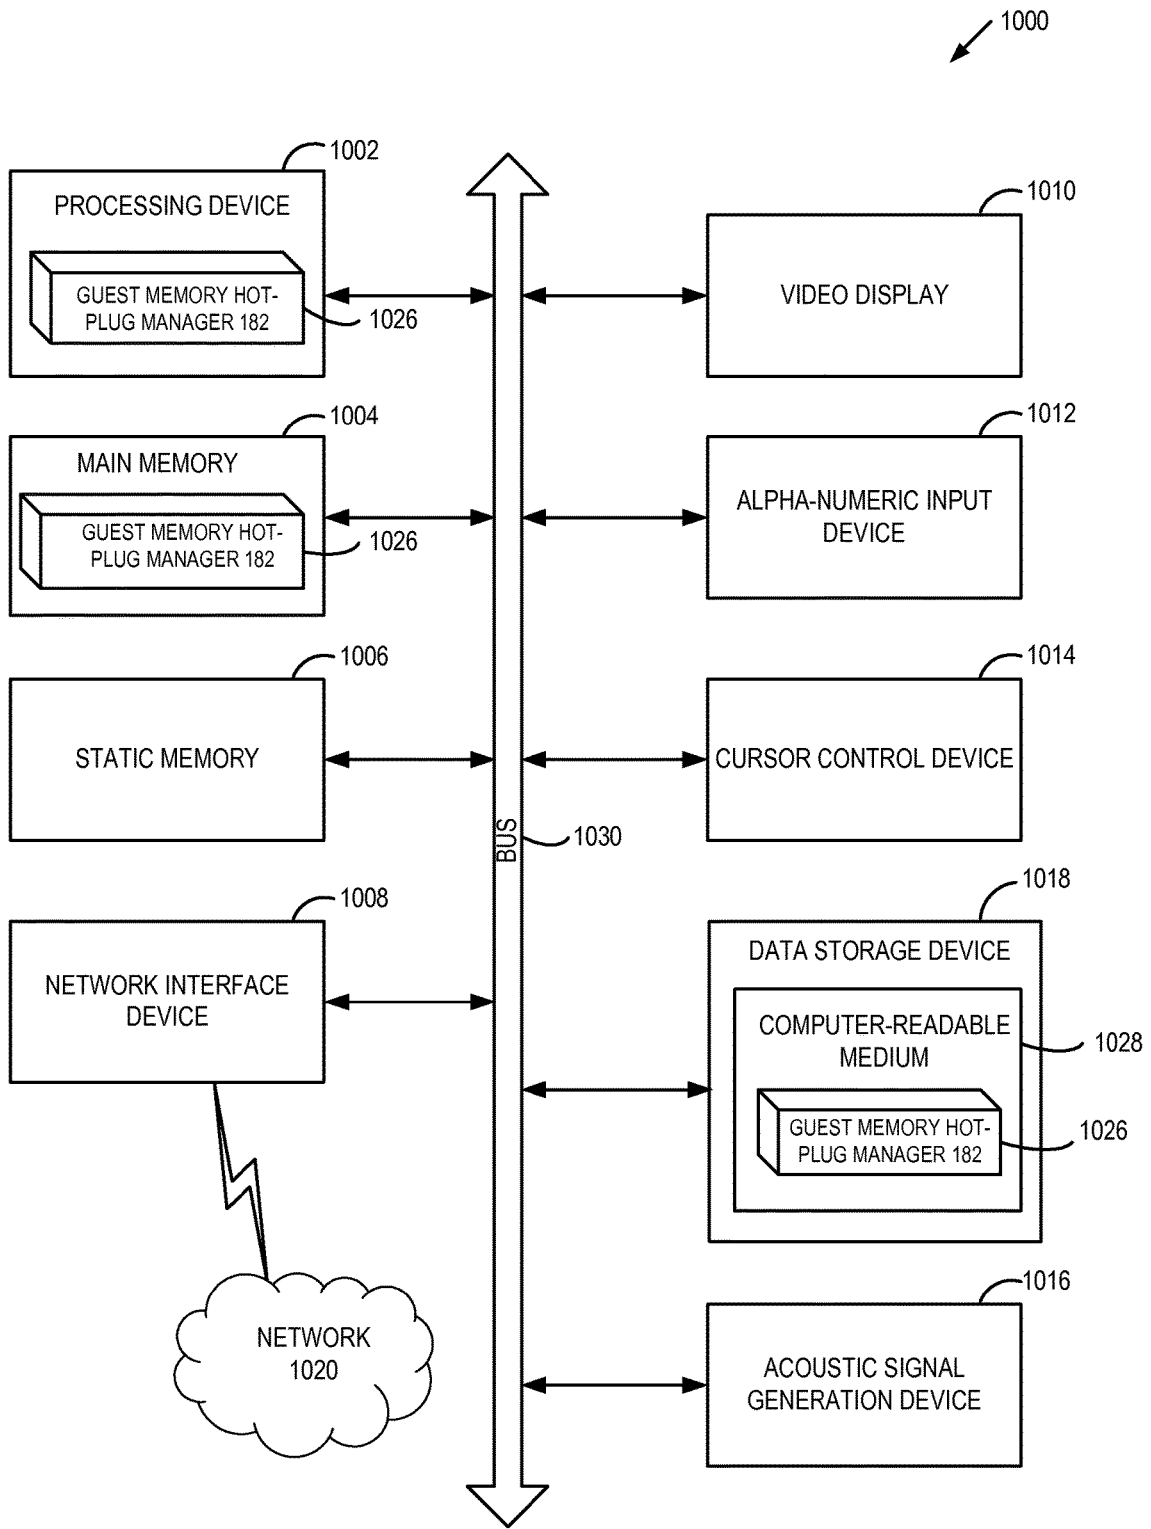 1000
1002
PROCESSING DEVICE
GUEST MEMORY HOT-
PLUG MANAGER 182
1026
1004
MAIN MEMORY
GUEST MEMORY HOT-
PLUG MANAGER 182
1026
1006
STATIC MEMORY
1008
NETWORK INTERFACE
DEVICE
NETWORK
1020
BUS
1030
1010
VIDEO DISPLAY
1012
ALPHA-NUMERIC INPUT
DEVICE
1014
CURSOR CONTROL DEVICE
1018
DATA STORAGE DEVICE
COMPUTER-READABLE
MEDIUM
1028
GUEST MEMORY HOT-
PLUG MANAGER 182
1026
1016
ACOUSTIC SIGNAL
GENERATION DEVICE